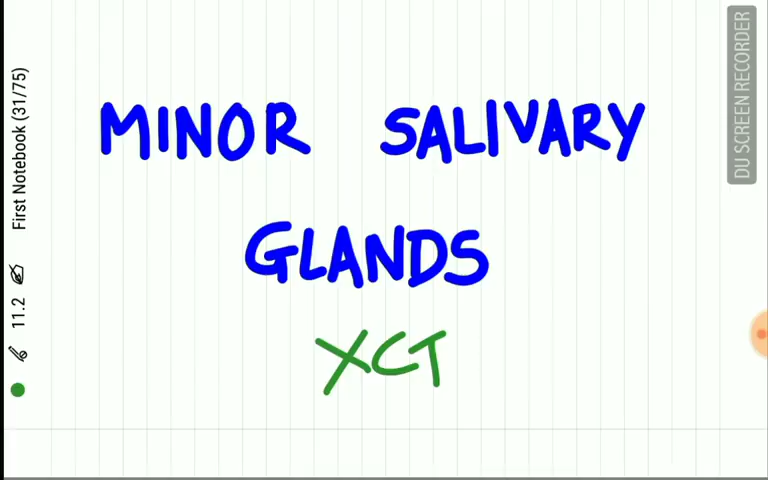 MINOR SALIVARY
GLANDS
XCT
First Notebook (31/75)
11.2
DU SCREEN RECORDER